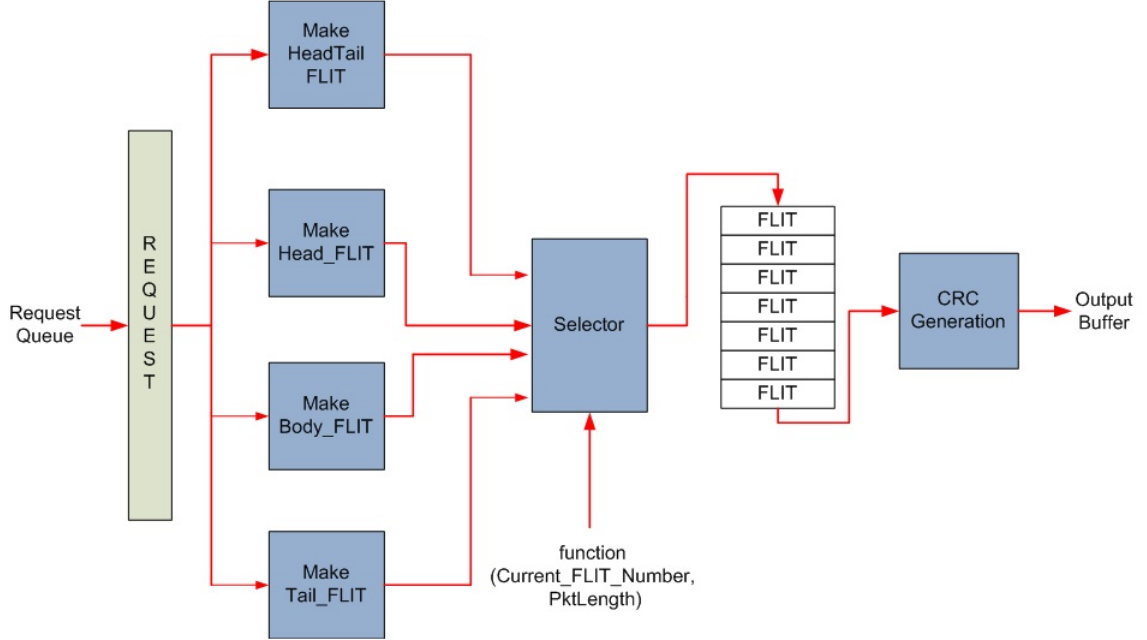 Make
HeadTail
FLIT
R
E
Q
U
E
S
T
Request
Queue
Make
Head_FLIT
Make
Body_FLIT
Make
Tail_FLIT
Selector
function
(Current_FLIT_Number,
PktLength)
FLIT
FLIT
FLIT
FLIT
FLIT
FLIT
FLIT
CRC
Generation
Output
Buffer